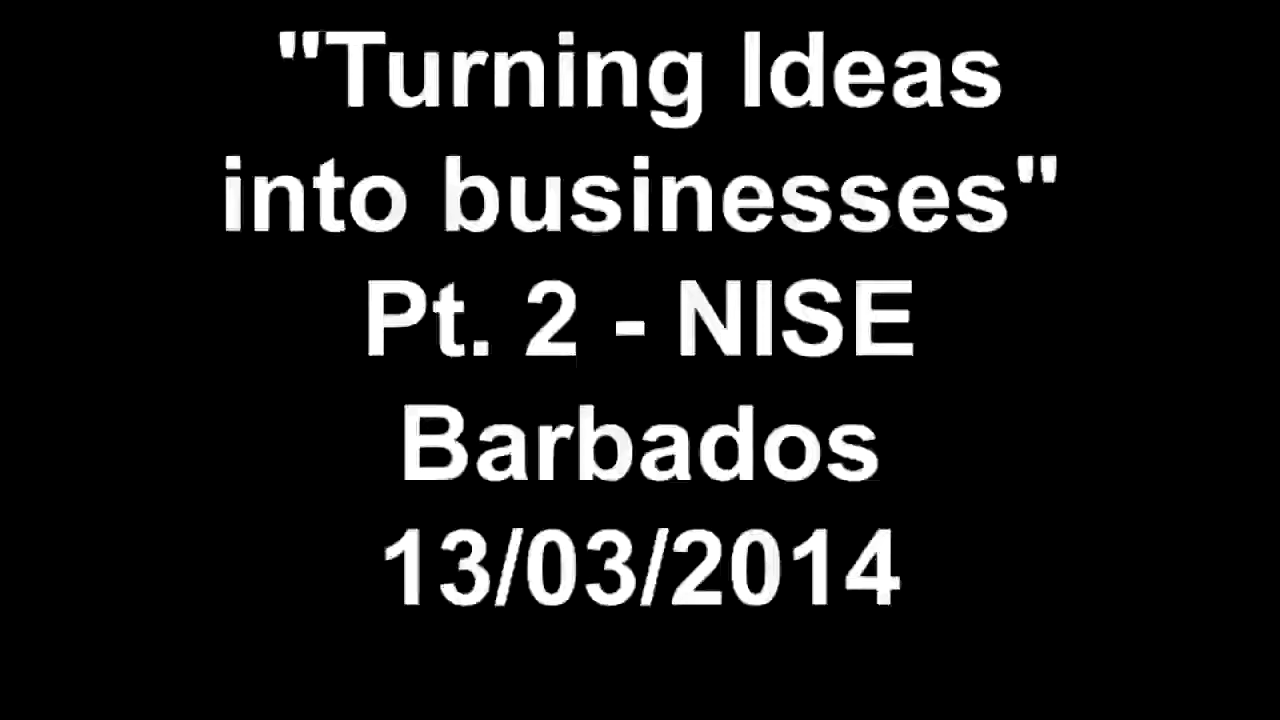 "Turning Ideas
into businesses"
Pt. 2 - NISE
Barbados
13/03/2014